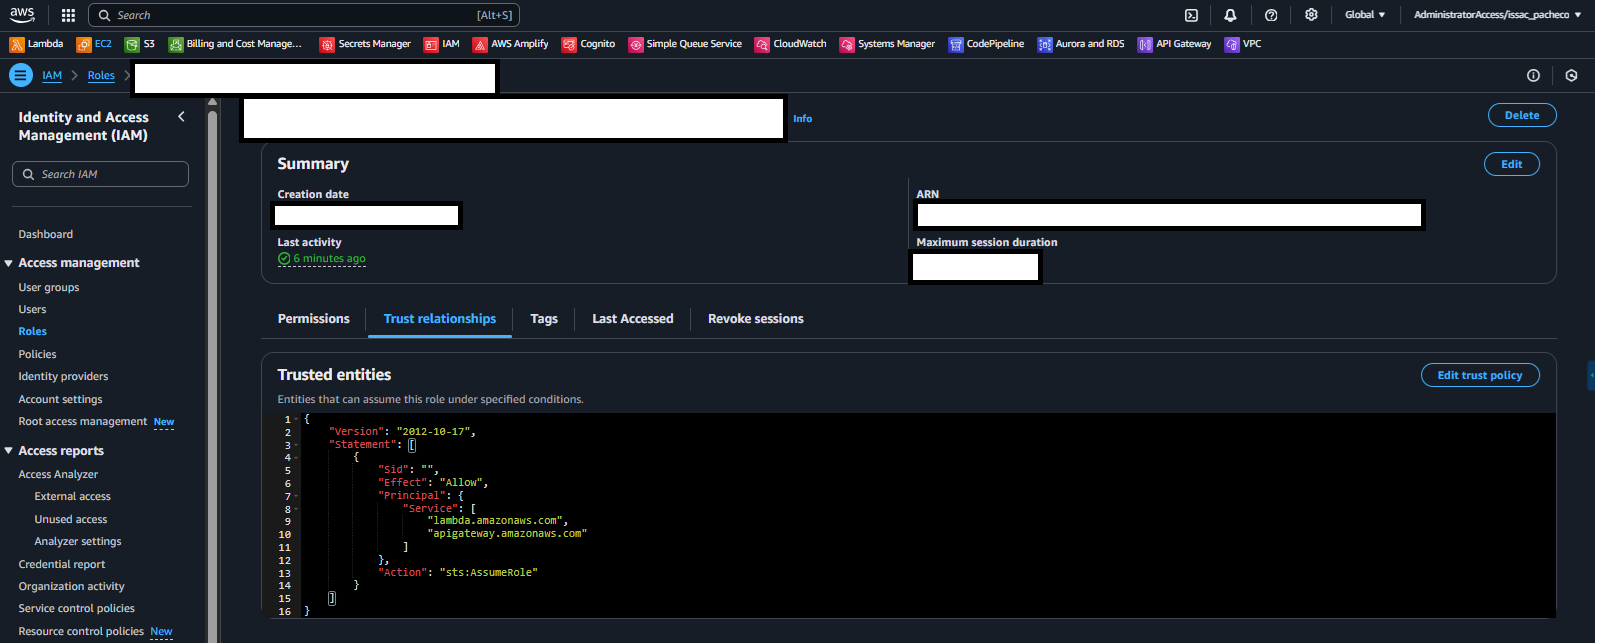 aws
Search [Alt+S] Global AdministratorAccess/issac_pacheco
Lambda EC2 S3 Billing and Cost Manage... Secrets Manager IAM AWS Amplify Cognito Simple Queue Service CloudWatch Systems Manager CodePipeline Aurora and RDS API Gateway VPC
IAM > Roles >
Identity and Access
Management (IAM)
Search IAM
Dashboard
Access management
User groups
Users
Roles
Policies
Identity providers
Account settings
Root access management New
Access reports
Access Analyzer
External access
Unused access
Analyzer settings
Credential report
Organization activity
Service control policies
Resource control policies New
Info
Delete
Summary
Edit
Creation date
ARN
Last activity
6 minutes ago
Maximum session duration
Permissions
Trust relationships
Tags
Last Accessed
Revoke sessions
Trusted entities
Edit trust policy
Entities that can assume this role under specified conditions.
1 {
2 "Version": "2012-10-17",
3 "Statement": [
4 {
5 "Sid": "",
6 "Effect": "Allow",
7 "Principal": {
8 "Service": [
9 "lambda.amazonaws.com",
10 "apigateway.amazonaws.com"
11 ]
12 },
13 "Action": "sts:AssumeRole"
14 }
15 ]
16 }